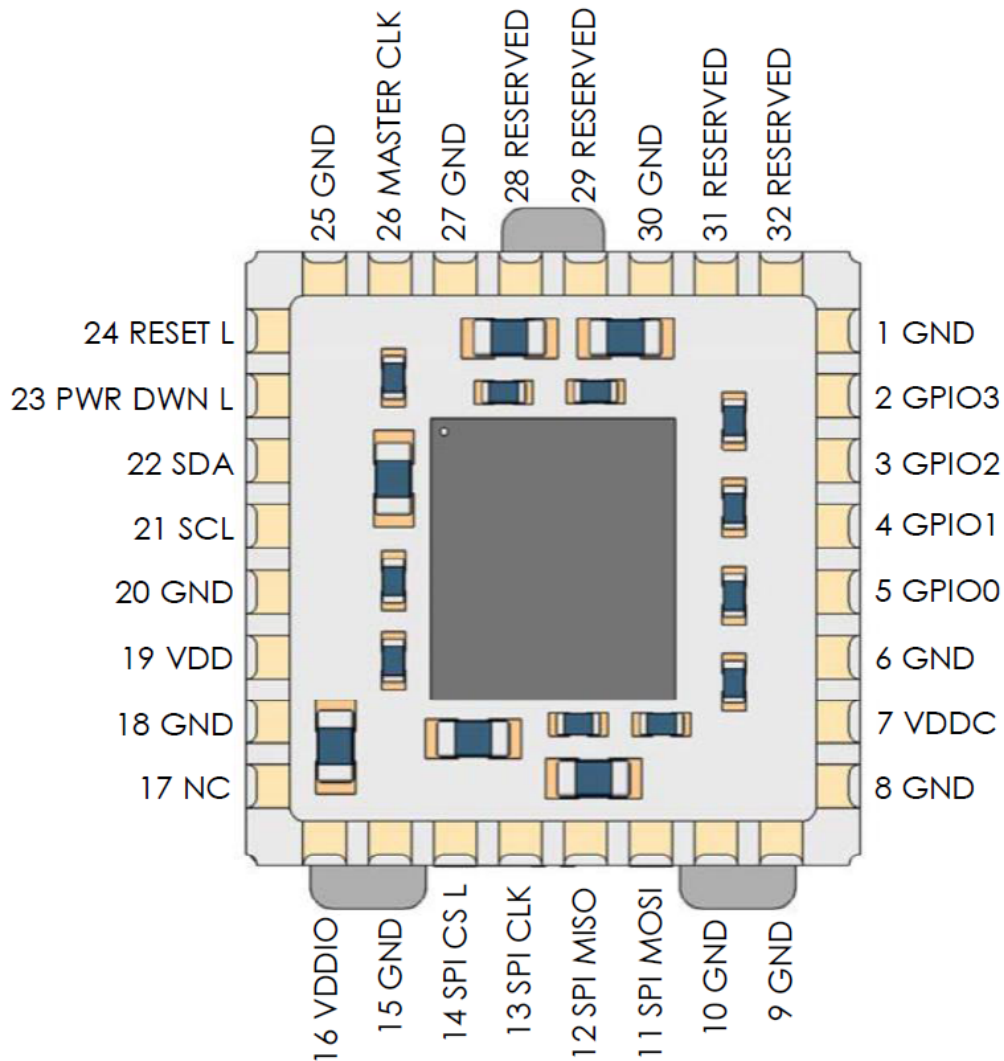 25 GND
26 MASTER CLK
27 GND
28 RESERVED
29 RESERVED
30 GND
31 RESERVED
32 RESERVED
24 RESET L
23 PWR DWN L
22 SDA
21 SCL
20 GND
19 VDD
18 GND
17 NC
1 GND
2 GPIO3
3 GPIO2
4 GPIO1
5 GPIO0
6 GND
7 VDDC
8 GND
16 VDDIO
15 GND
14 SPI CS L
13 SPI CLK
12 SPI MISO
11 SPI MOSI
10 GND
9 GND